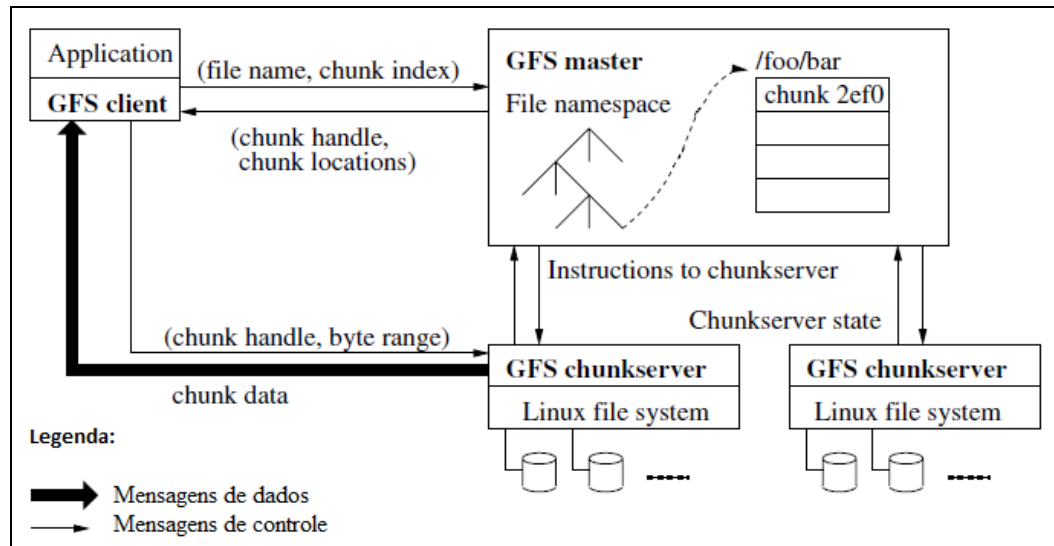 Application
GFS client
(file name, chunk index)
(chunk handle,
chunk locations)
GFS master
File namespace
/foo/bar
chunk 2ef0
Instructions to chunkserver
Chunkserver state
(chunk handle, byte range)
chunk data
GFS chunkserver
Linux file system
GFS chunkserver
Linux file system
Legenda:
Mensagens de dados
Mensagens de controle